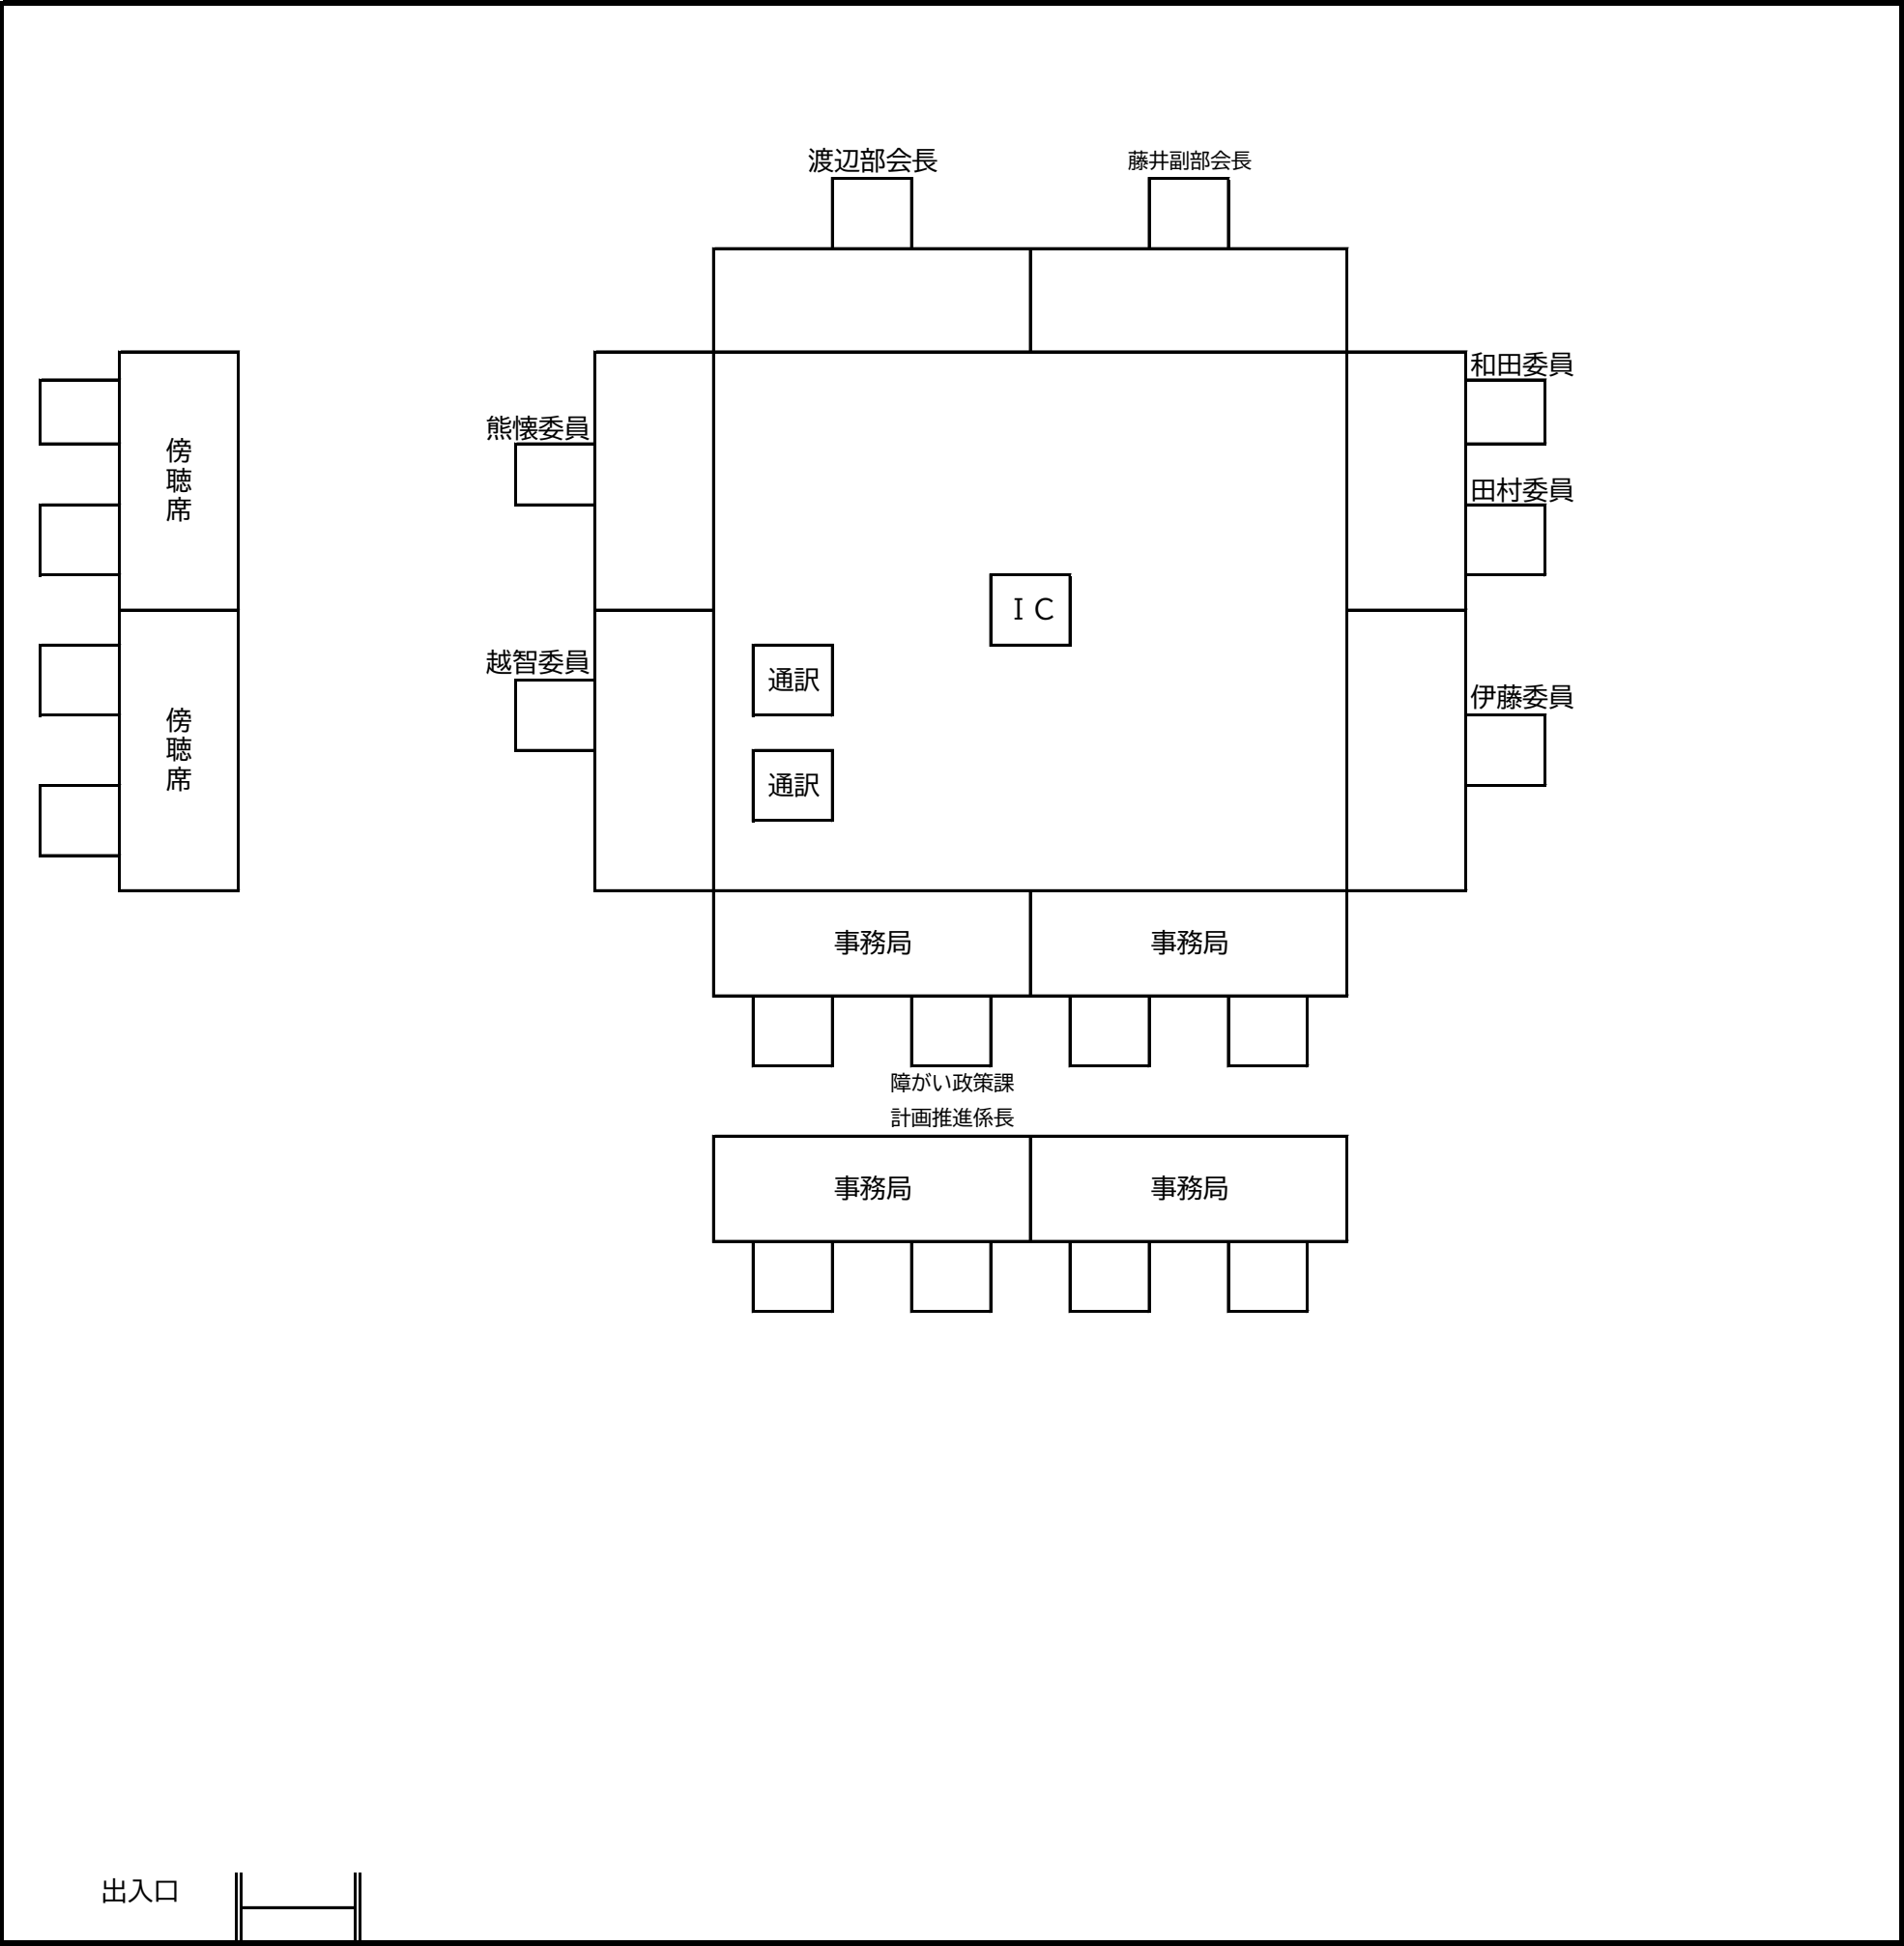 渡辺部会長
藤井副部会長
和田委員
熊懐委員
田村委員
傍聴席
ＩＣ
越智委員
通訳
伊藤委員
傍聴席
通訳
事務局
事務局
障がい政策課
計画推進係長
事務局
事務局
出入口